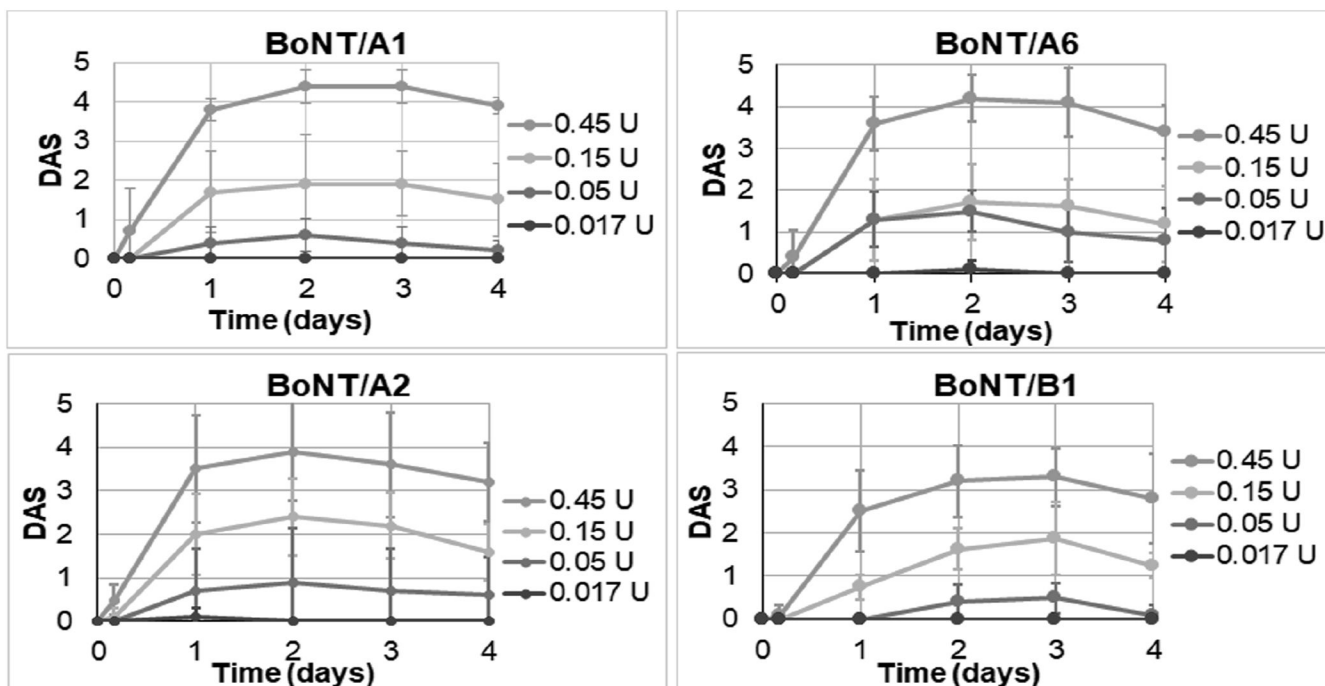 BoNT/A1
5
4
3
2
1
0
DAS
0 1 2 3 4
Time (days)
0.45 U
0.15 U
0.05 U
0.017 U
BoNT/A6
5
4
3
2
1
0
DAS
0 1 2 3 4
Time (days)
0.45 U
0.15 U
0.05 U
0.017 U
BoNT/A2
5
4
3
2
1
0
DAS
0 1 2 3 4
Time (days)
0.45 U
0.15 U
0.05 U
0.017 U
BoNT/B1
5
4
3
2
1
0
DAS
0 1 2 3 4
Time (days)
0.45 U
0.15 U
0.05 U
0.017 U